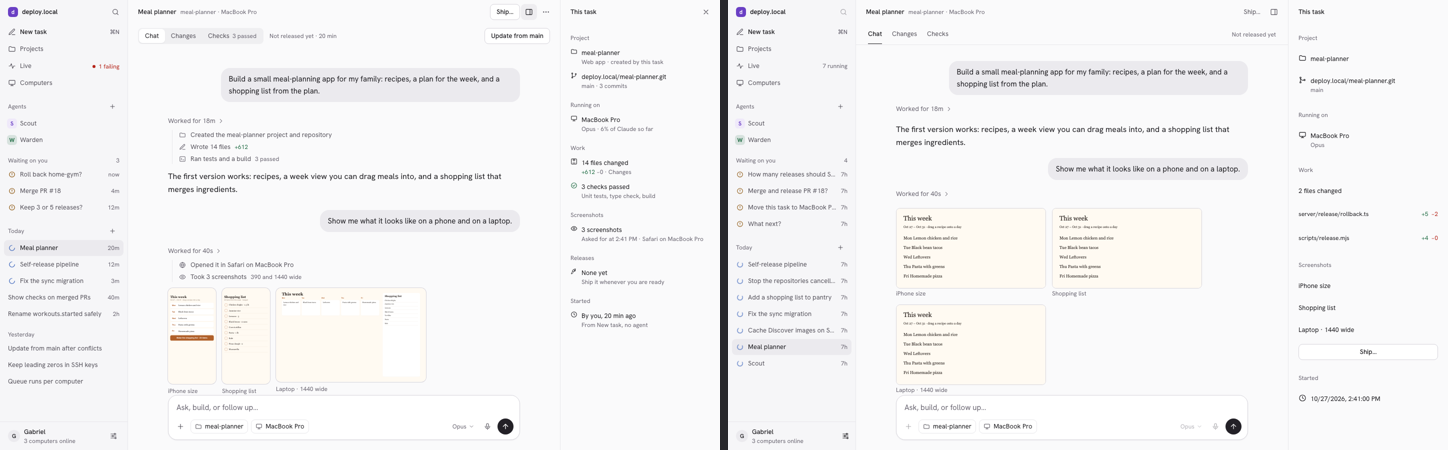 deploy.local
New task ⌘N
Projects
Live 1 failing
Computers
Agents
Scout
W Warden
Waiting on you 3
Roll back home-gym? now
Merge PR #18 4m
Keep 3 or 5 releases? 12m
Today
Meal planner 20m
Self-release pipeline 12m
Fix the sync migration 3m
Show checks on merged PRs 40m
Rename workouts.started safely 2h
Yesterday
Update from main after conflicts
Keep leading zeros in SSH keys
Queue runs per computer
G Gabriel
3 computers online
Meal planner meal-planner · MacBook Pro
Ship...
Chat Changes Checks 3 passed Not released yet · 20 min
Update from main
Build a small meal-planning app for my family: recipes, a plan for the week, and a
shopping list from the plan.
Worked for 18m
Created the meal-planner project and repository
Wrote 14 files +612
Ran tests and a build 3 passed
The first version works: recipes, a week view you can drag meals into, and a shopping list that
merges ingredients.
Show me what it looks like on a phone and on a laptop.
Worked for 40s
Opened it in Safari on MacBook Pro
Took 3 screenshots 390 and 1440 wide
This week
Shopping list
This week
Shopping list
iPhone size
Shopping list
Laptop · 1440 wide
Ask, build, or follow up...
meal-planner
MacBook Pro
Opus
This task
Project
meal-planner
Web app · created by this task
deploy.local/meal-planner.git
main · 3 commits
Running on
MacBook Pro
Opus · 6% of Claude so far
Work
14 files changed
+612 −0 · Changes
3 checks passed
Unit tests, type check, build
Screenshots
3 screenshots
Asked for at 2:41 PM · Safari on MacBook Pro
Releases
None yet
Ship it whenever you are ready
Started
By you, 20 min ago
From New task, no agent
deploy.local
New task ⌘N
Projects
Live 7 running
Computers
Agents
Scout
W Warden
Waiting on you 4
How many releases should S... 7h
Merge and release PR #18? 7h
Move this task to MacBook P... 7h
What next? 7h
Today
Self-release pipeline 7h
Stop the repositories cancell... 7h
Add a shopping list to pantry 7h
Fix the sync migration 7h
Cache Discover images on S... 7h
Meal planner 7h
Scout 7h
G Gabriel
3 computers online
Meal planner meal-planner · MacBook Pro
Ship...
Chat Changes Checks
Not released yet
Build a small meal-planning app for my family: recipes, a plan for the week, and a
shopping list from the plan.
Worked for 18m
The first version works: recipes, a week view you can drag meals into, and a shopping list that
merges ingredients.
Show me what it looks like on a phone and on a laptop.
Worked for 40s
This week
Mon Lemon chicken and rice
Tue Black bean tacos
Wed Leftovers
Thu Pasta with greens
Fri Homemade pizza
iPhone size
This week
Mon Lemon chicken and rice
Tue Black bean tacos
Wed Leftovers
Thu Pasta with greens
Fri Homemade pizza
Shopping list
This week
Mon Lemon chicken and rice
Tue Black bean tacos
Wed Leftovers
Thu Pasta with greens
Fri Homemade pizza
Laptop · 1440 wide
Ask, build, or follow up...
meal-planner
MacBook Pro
Opus
This task
Project
meal-planner
deploy.local/meal-planner.git
main
Running on
MacBook Pro
Opus
Work
2 files changed
server/release/rollback.ts +5 −2
scripts/release.mjs +4 −0
Screenshots
iPhone size
Shopping list
Laptop · 1440 wide
Ship...
Started
10/27/2026, 2:41:00 PM